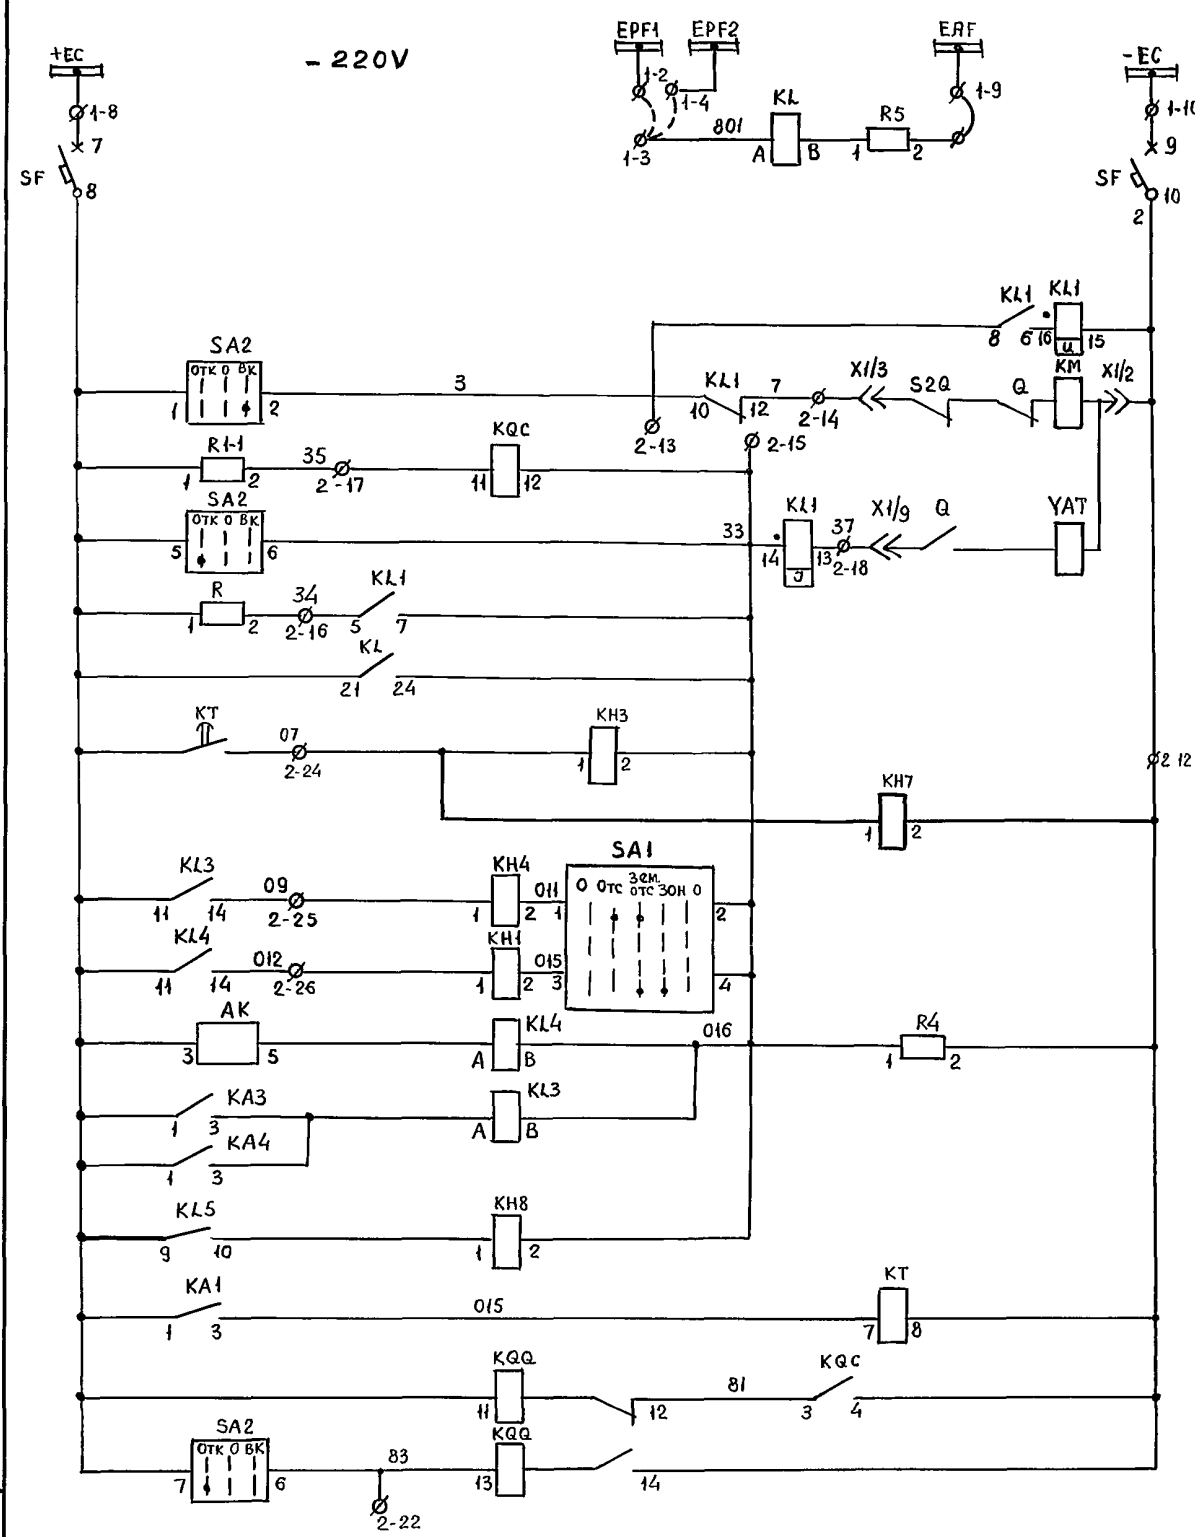 +EC
- 220V
EPF1 EPF2 EAF
-EC
1-8
1-2 1-4 KL R5 1-9
1-10
7
801
9
SF
1-3 A B 1 2
SF
8
10
2
KL1 KL1
8 6 16 15
и
SA2
ОТК О ВК
1 2
3
KL1
10 12
7
2-14
X1/3
S2Q
Q
KM
X1/2
2-13
2-15
R1-1
1 2
35
2-17
KQC
11 12
SA2
ОТК О ВК
5 6
33
KL1
14 13
J
37
2-18
X1/9
Q
YAT
R
1 2
34
2-16
KL1
5 7
KL
21 24
KT
07
2-24
KH3
1 2
2 12
KH7
1 2
KL3
11 14
09
2-25
KH4
1 2
011
SA1
О ОТС Зем. ОТС ЗОН О
1 2
KL4
11 14
012
2-26
KH1
1 2
015
3 4
AK
3 5
KL4
A B
016
R4
1 2
KA3
1 3
KL3
A B
KA4
1 3
KL5
9 10
KH8
1 2
KA1
1 3
015
KT
7 8
KQQ
11 12
81
KQC
3 4
SA2
ОТК О ВК
7 6
83
KQQ
13 14
2-22